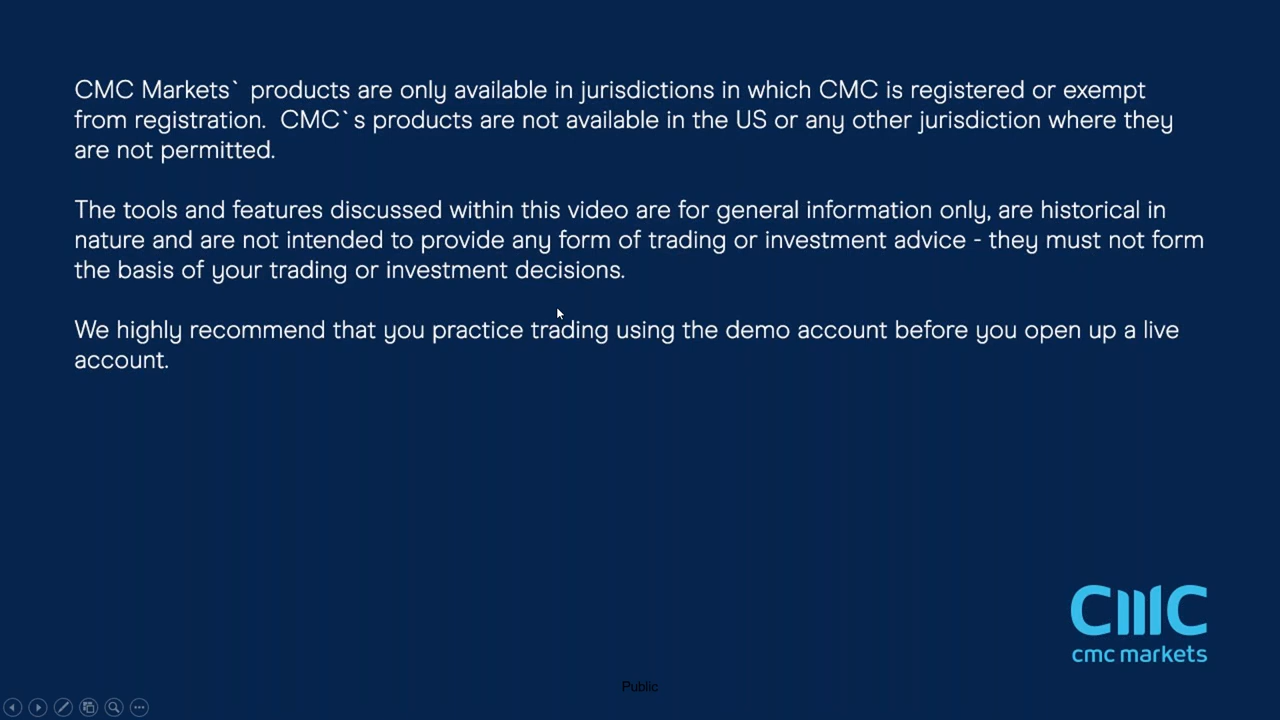 CMC Markets` products are only available in jurisdictions in which CMC is registered or exempt
from registration.  CMC`s products are not available in the US or any other jurisdiction where they
are not permitted.
The tools and features discussed within this video are for general information only, are historical in
nature and are not intended to provide any form of trading or investment advice - they must not form
the basis of your trading or investment decisions.
We highly recommend that you practice trading using the demo account before you open up a live
account.
CMC
cmc markets
Public